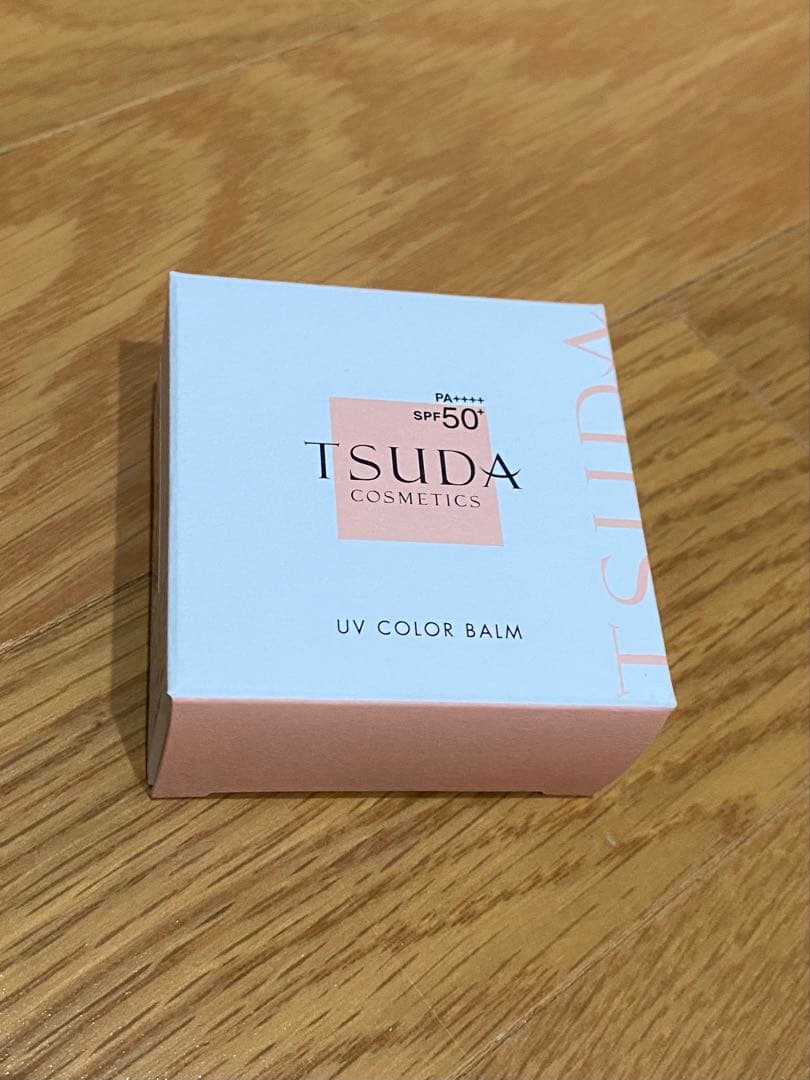 PA++++
SPF50+
TSUDA
COSMETICS
UV COLOR BALM
TSUDA